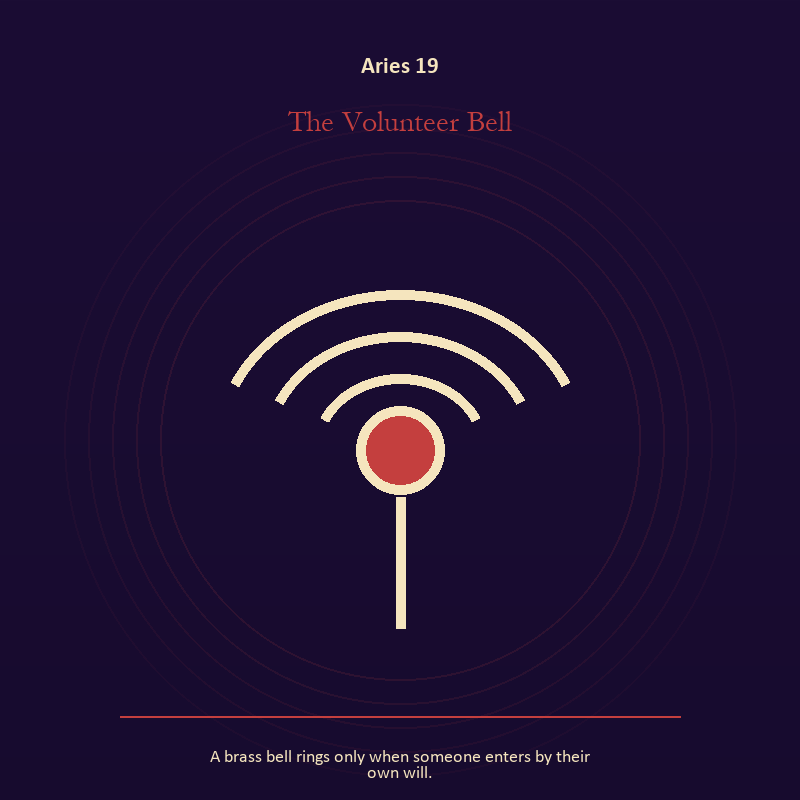 Aries 19
The Volunteer Bell
A brass bell rings only when someone enters by their
own will.